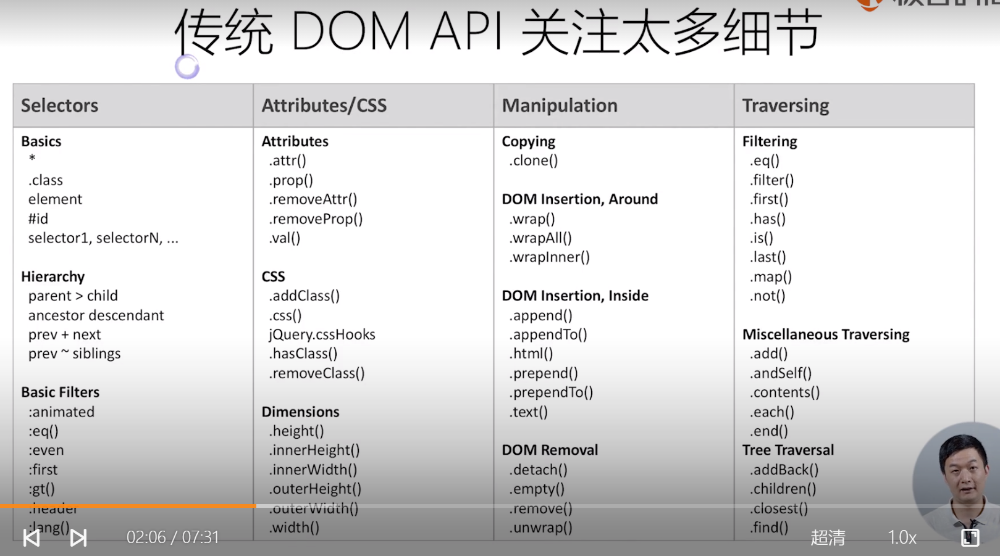 传统 DOM API 关注太多细节
Selectors
Basics
*
.class
element
#id
selector1, selectorN, ...
Hierarchy
parent > child
ancestor descendant
prev + next
prev ~ siblings
Basic Filters
:animated
:eq()
:even
:first
:gt()
:header
:lang()
Attributes/CSS
Attributes
.attr()
.prop()
.removeAttr()
.removeProp()
.val()
CSS
.addClass()
.css()
jQuery.cssHooks
.hasClass()
.removeClass()
Dimensions
.height()
.innerHeight()
.innerWidth()
.outerHeight()
.outerWidth()
.width()
Manipulation
Copying
.clone()
DOM Insertion, Around
.wrap()
.wrapAll()
.wrapInner()
DOM Insertion, Inside
.append()
.appendTo()
.html()
.prepend()
.prependTo()
.text()
DOM Removal
.detach()
.empty()
.remove()
.unwrap()
Traversing
Filtering
.eq()
.filter()
.first()
.has()
.is()
.last()
.map()
.not()
Miscellaneous Traversing
.add()
.andSelf()
.contents()
.each()
.end()
Tree Traversal
.addBack()
.children()
.closest()
.find()
02:06 / 07:31
超清
1.0x